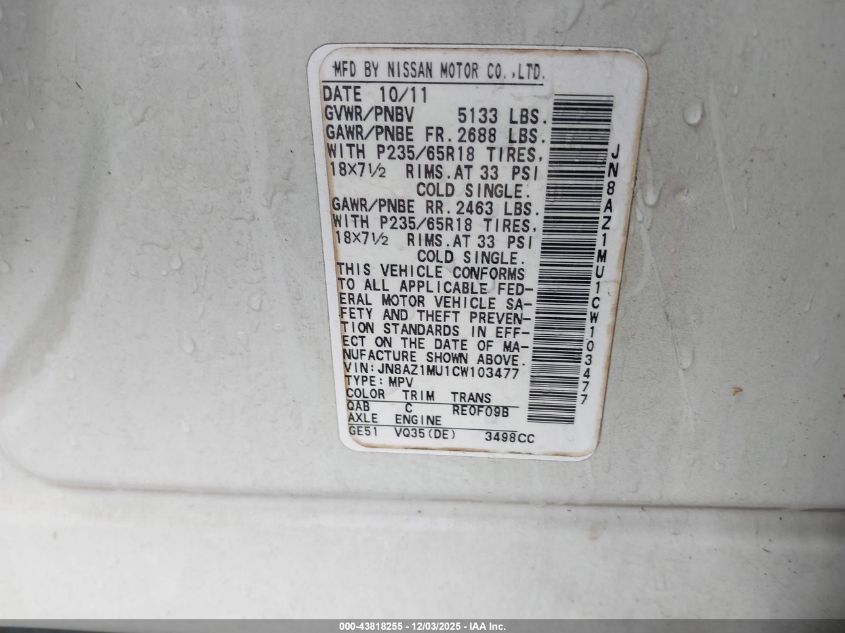 MFD BY NISSAN MOTOR CO.,LTD.
DATE 10/11
GVWR/PNBV 5133 LBS.
GAWR/PNBE FR. 2688 LBS.
WITH P235/65R18 TIRES,
18×7½ RIMS. AT 33 PSI
COLD SINGLE.
GAWR/PNBE RR. 2463 LBS.
WITH P235/65R18 TIRES,
18×7½ RIMS. AT 33 PSI
COLD SINGLE.
THIS VEHICLE CONFORMS
TO ALL APPLICABLE FED-
ERAL MOTOR VEHICLE SA-
FETY AND THEFT PREVEN-
TION STANDARDS IN EFF-
ECT ON THE DATE OF MA-
NUFACTURE SHOWN ABOVE.
VIN:JN8AZ1MU1CW103477
TYPE:MPV
COLOR TRIM TRANS
QAB C RE0F09B
AXLE ENGINE
GE51 VQ35(DE) 3498CC
JN8AZ1MU1CW103477
000-43818255 - 12/03/2025 - IAA Inc.